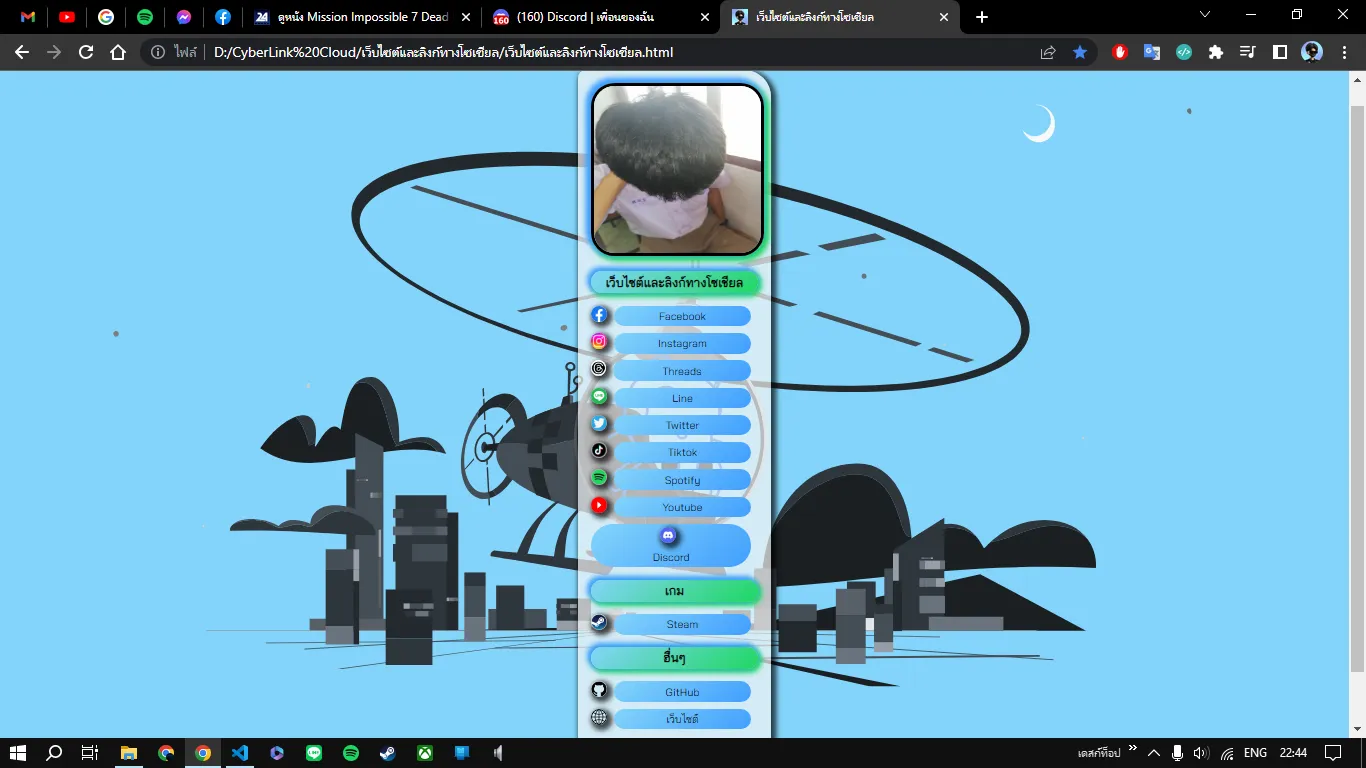 ดูหนัง Mission Impossible 7 Dead
(160) Discord | เพื่อนของฉัน
เว็บไซต์และลิงก์ทางโซเชียล
ไฟล์
D:/CyberLink%20Cloud/เว็บไซต์และลิงก์ทางโซเชียล/เว็บไซต์และลิงก์ทางโซเชียล.html
เว็บไซต์และลิงก์ทางโซเชียล
Facebook
Instagram
Threads
Line
Twitter
Tiktok
Spotify
Youtube
Discord
เกม
Steam
อื่นๆ
GitHub
เว็บไซต์
เดสก์ท็อป
ENG
22:44